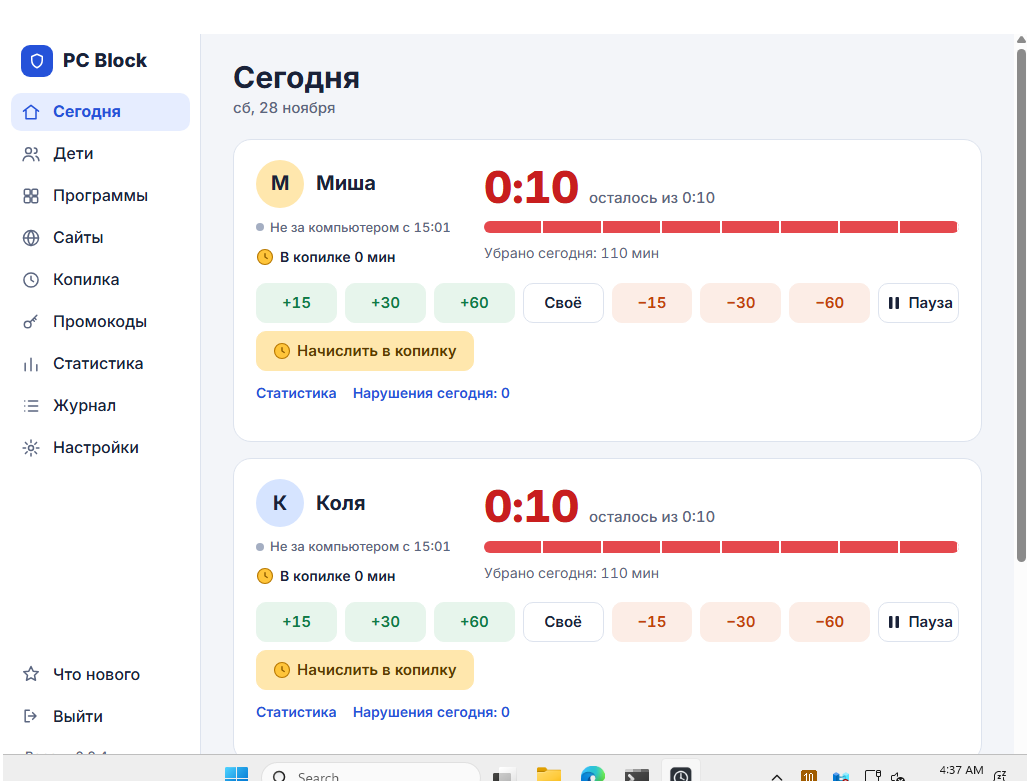 PC Block
Сегодня
Дети
Программы
Сайты
Копилка
Промокоды
Статистика
Журнал
Настройки
Что нового
Выйти
Сегодня
сб, 28 ноября
М Миша
0:10 осталось из 0:10
Не за компьютером с 15:01
В копилке 0 мин
Убрано сегодня: 110 мин
+15 +30 +60 Своё −15 −30 −60 Пауза
Начислить в копилку
Статистика Нарушения сегодня: 0
К Коля
0:10 осталось из 0:10
Не за компьютером с 15:01
В копилке 0 мин
Убрано сегодня: 110 мин
+15 +30 +60 Своё −15 −30 −60 Пауза
Начислить в копилку
Статистика Нарушения сегодня: 0
Search
10
4:37 AM